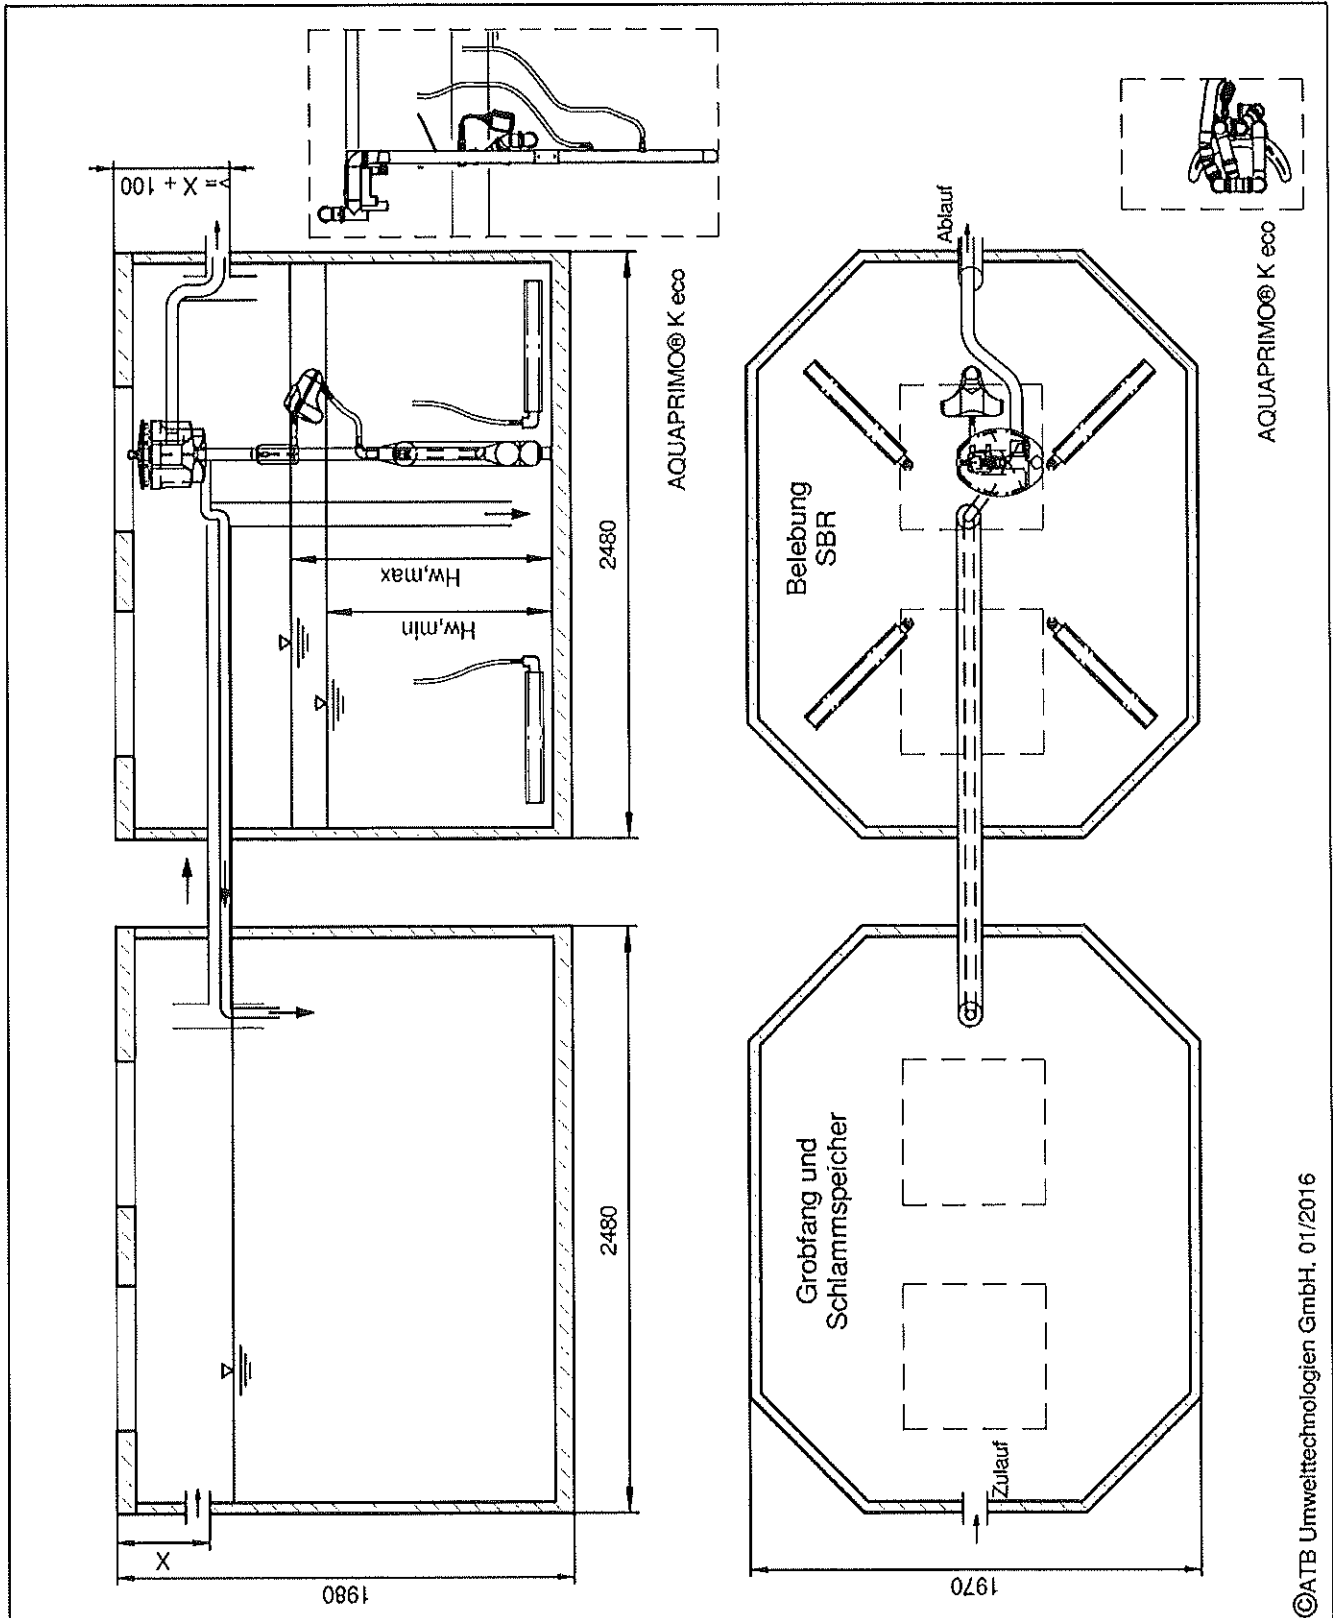 X
1980
2480
Hw,min
Hw,max
2480
≥ X + 100
AQUAPRIMO® K eco
Zulauf
1970
Grobfang und
Schlammspeicher
Belebung
SBR
Ablauf
AQUAPRIMO® K eco
©ATB Umwelttechnologien GmbH, 01/2016